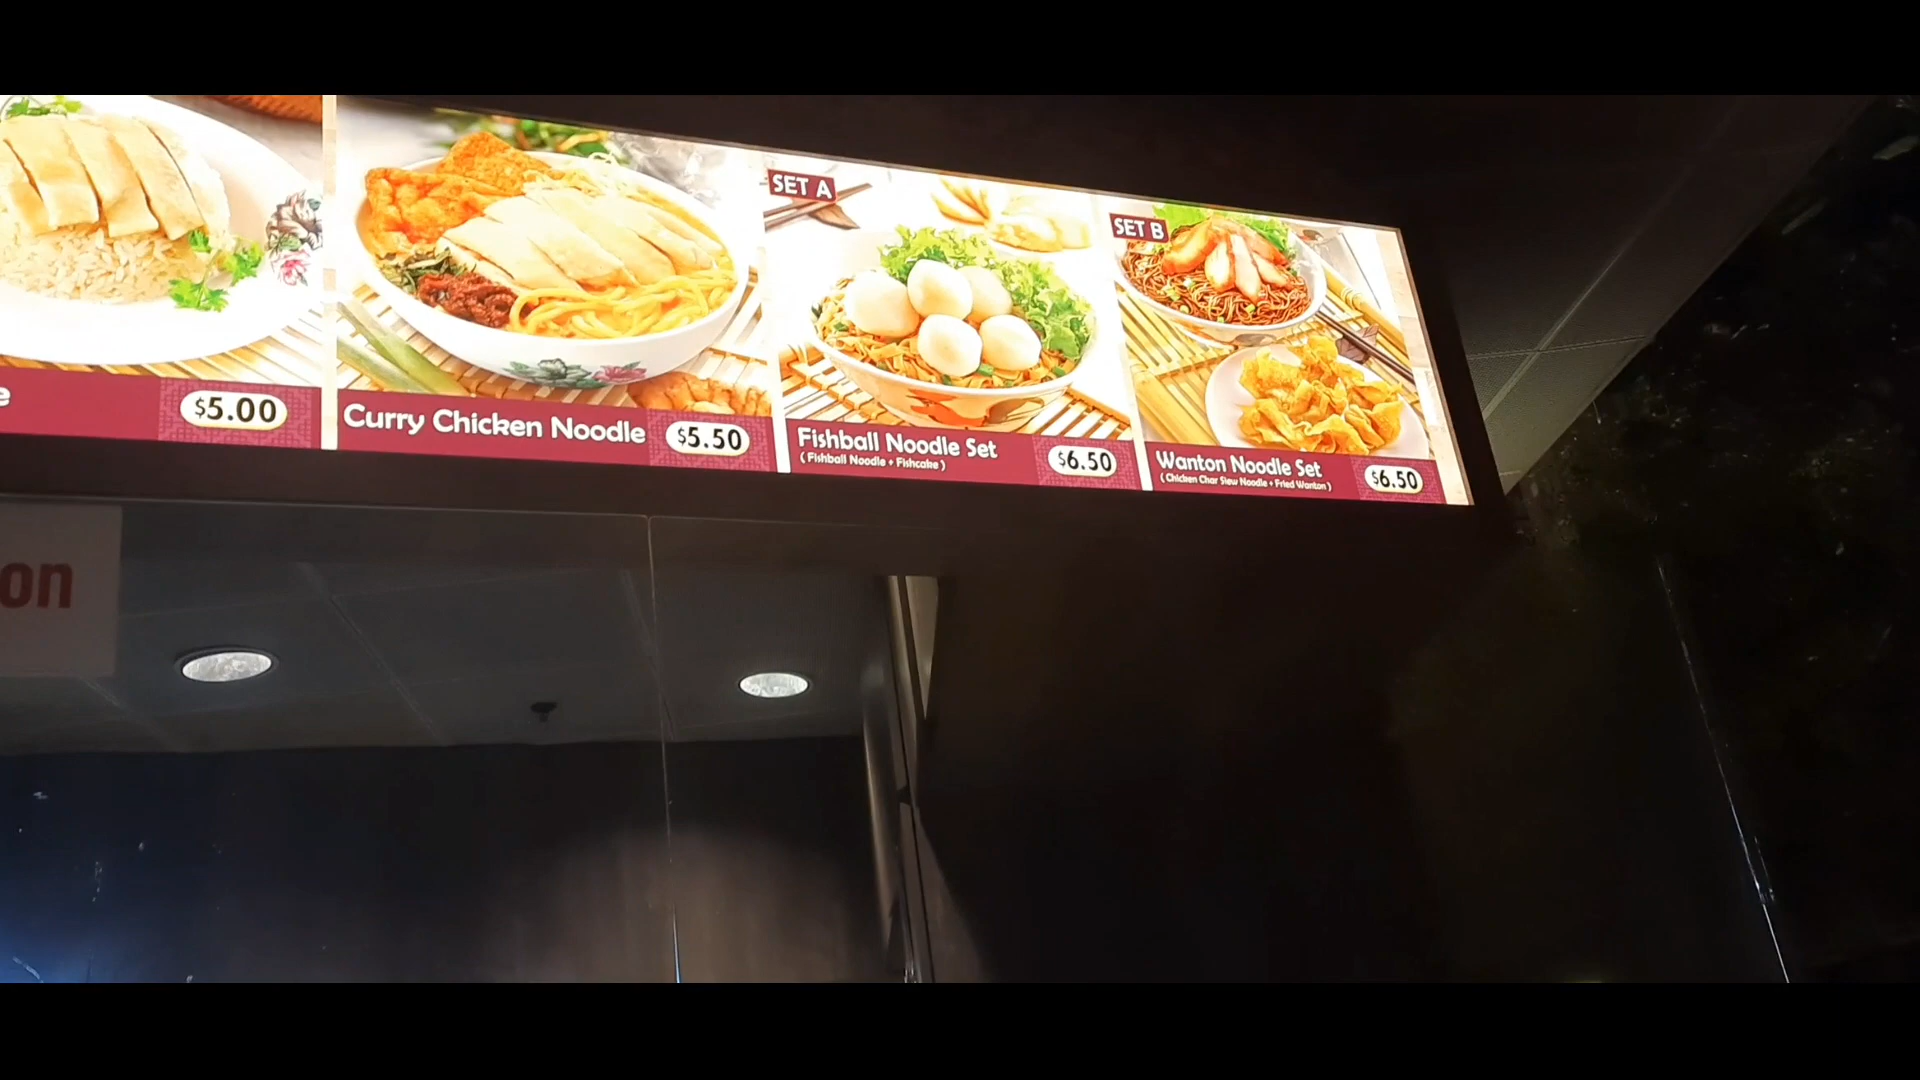 e
$5.00
Curry Chicken Noodle
$5.50
SET A
Fishball Noodle Set
( Fishball Noodle + Fishcake )
$6.50
SET B
Wanton Noodle Set
( Chicken Char Siew Noodle + Fried Wanton )
$6.50
on